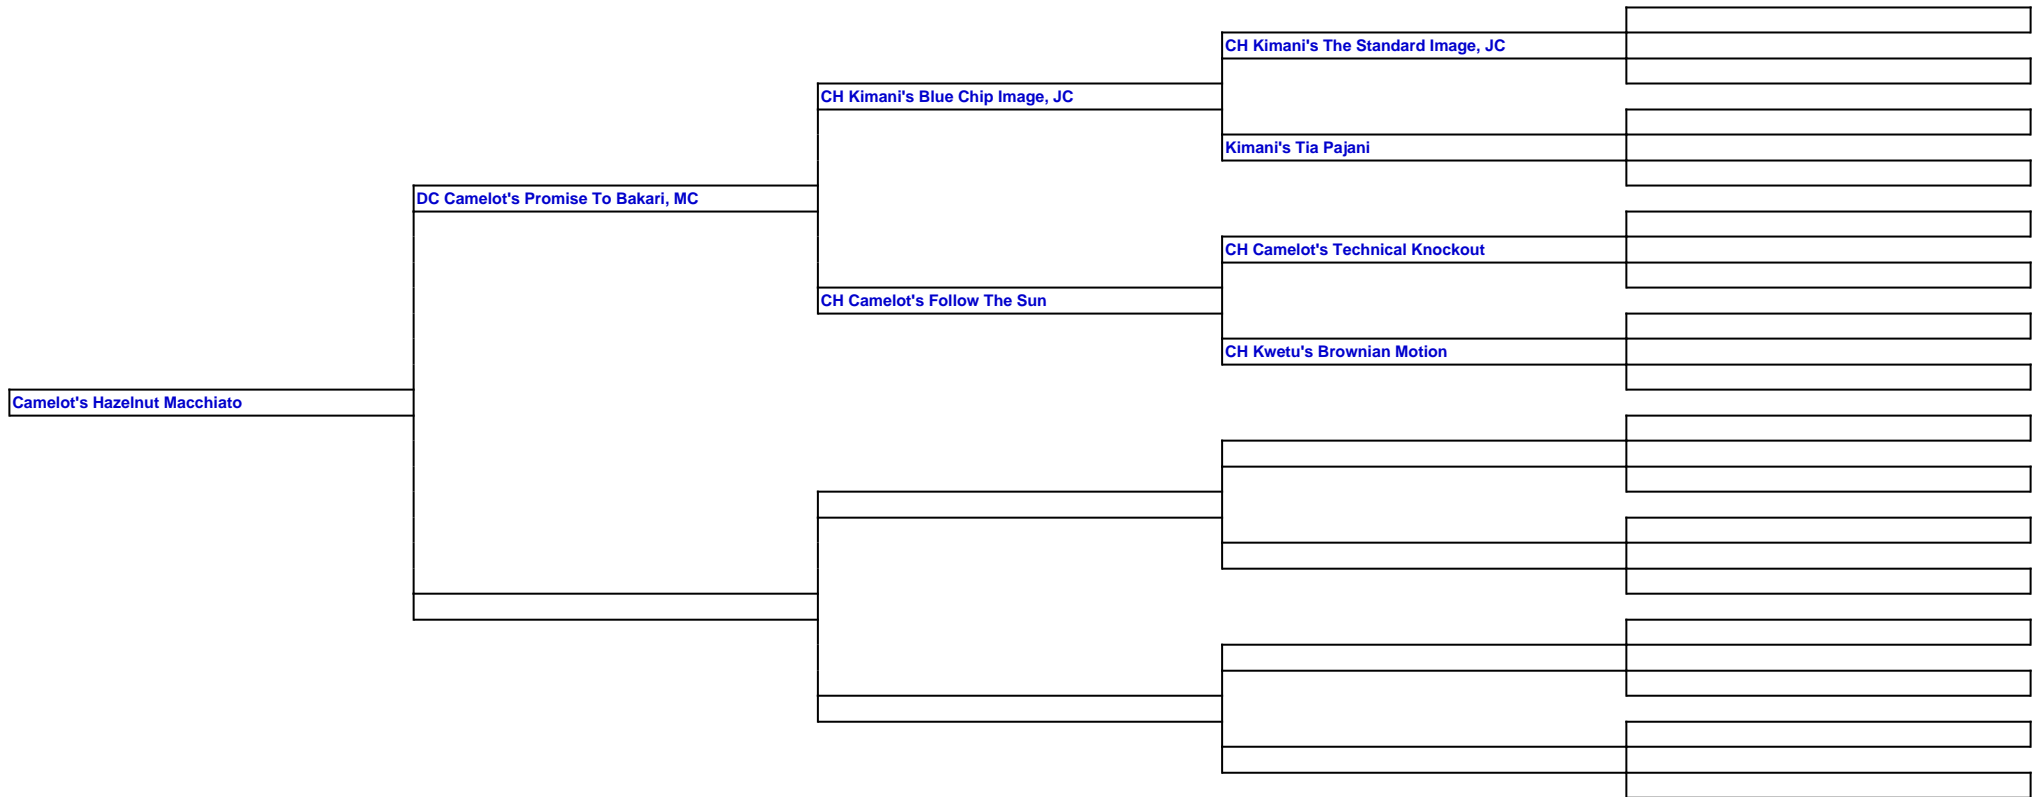 CH Kimani's The Standard Image, JC
CH Kimani's Blue Chip Image, JC
Kimani's Tia Pajani
DC Camelot's Promise To Bakari, MC
CH Camelot's Technical Knockout
CH Camelot's Follow The Sun
CH Kwetu's Brownian Motion
Camelot's Hazelnut Macchiato